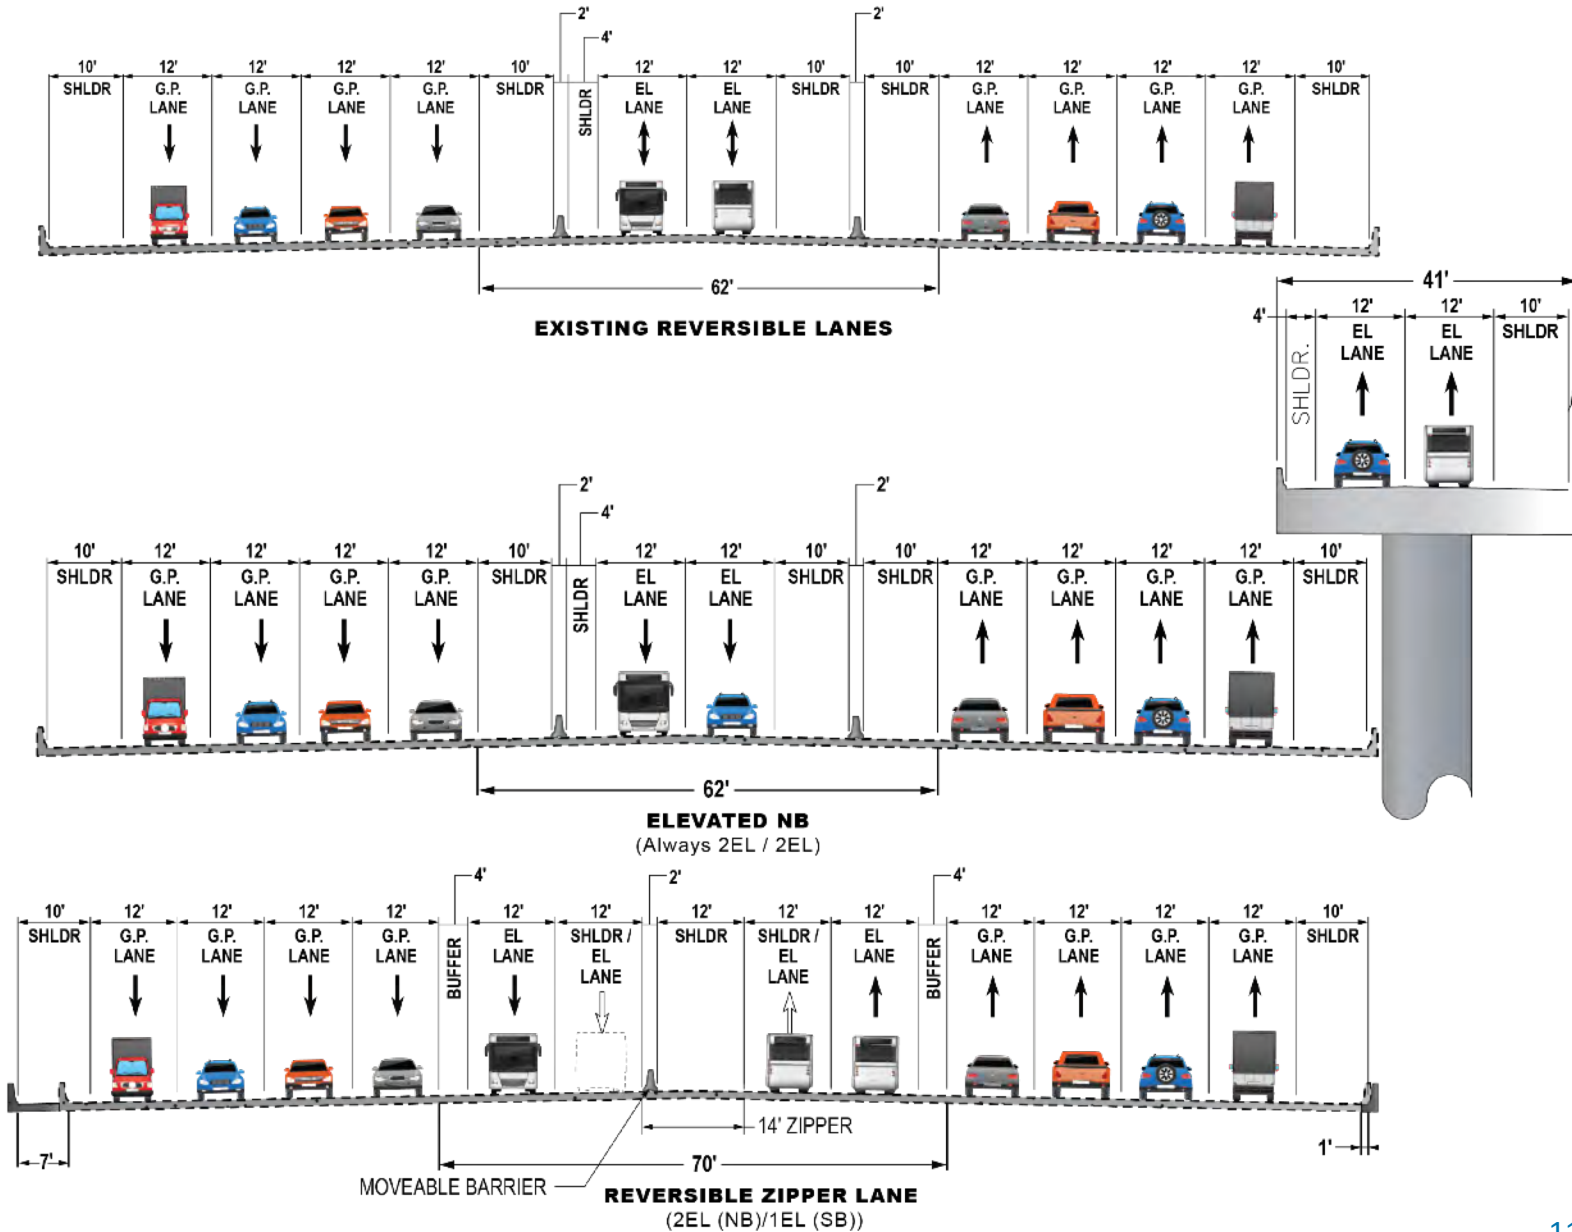 2' 2'
4'
10' 12' 12' 12' 12' 10' 12' 12' 10' 10' 12' 12' 12' 12' 10'
SHLDR G.P. LANE G.P. LANE G.P. LANE G.P. LANE SHLDR SHLDR EL LANE EL LANE SHLDR SHLDR G.P. LANE G.P. LANE G.P. LANE G.P. LANE SHLDR
62'
EXISTING REVERSIBLE LANES
41'
4' 12' 12' 10'
SHLDR. EL LANE EL LANE SHLDR
2' 2'
4'
10' 12' 12' 12' 12' 10' 12' 12' 10' 10' 12' 12' 12' 12' 10'
SHLDR G.P. LANE G.P. LANE G.P. LANE G.P. LANE SHLDR SHLDR EL LANE EL LANE SHLDR SHLDR G.P. LANE G.P. LANE G.P. LANE G.P. LANE SHLDR
62'
ELEVATED NB
(Always 2EL / 2EL)
4' 2' 4'
10' 12' 12' 12' 12' 12' 12' 12' 12' 12' 12' 12' 12' 12' 10'
SHLDR G.P. LANE G.P. LANE G.P. LANE G.P. LANE BUFFER EL LANE SHLDR / EL LANE SHLDR SHLDR / EL LANE EL LANE BUFFER G.P. LANE G.P. LANE G.P. LANE G.P. LANE SHLDR
14' ZIPPER
7' 70' 1'
MOVEABLE BARRIER
REVERSIBLE ZIPPER LANE
(2EL (NB)/1EL (SB))